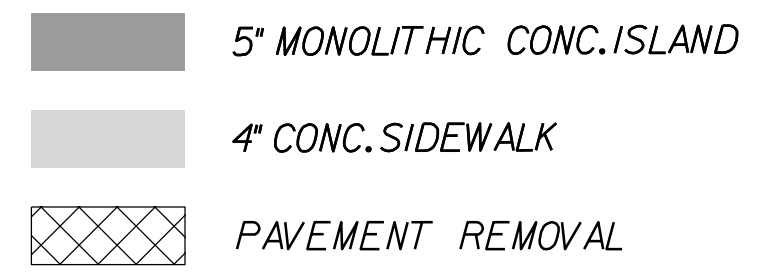 5" MONOLITHIC CONC. ISLAND
4" CONC. SIDEWALK
PAVEMENT REMOVAL